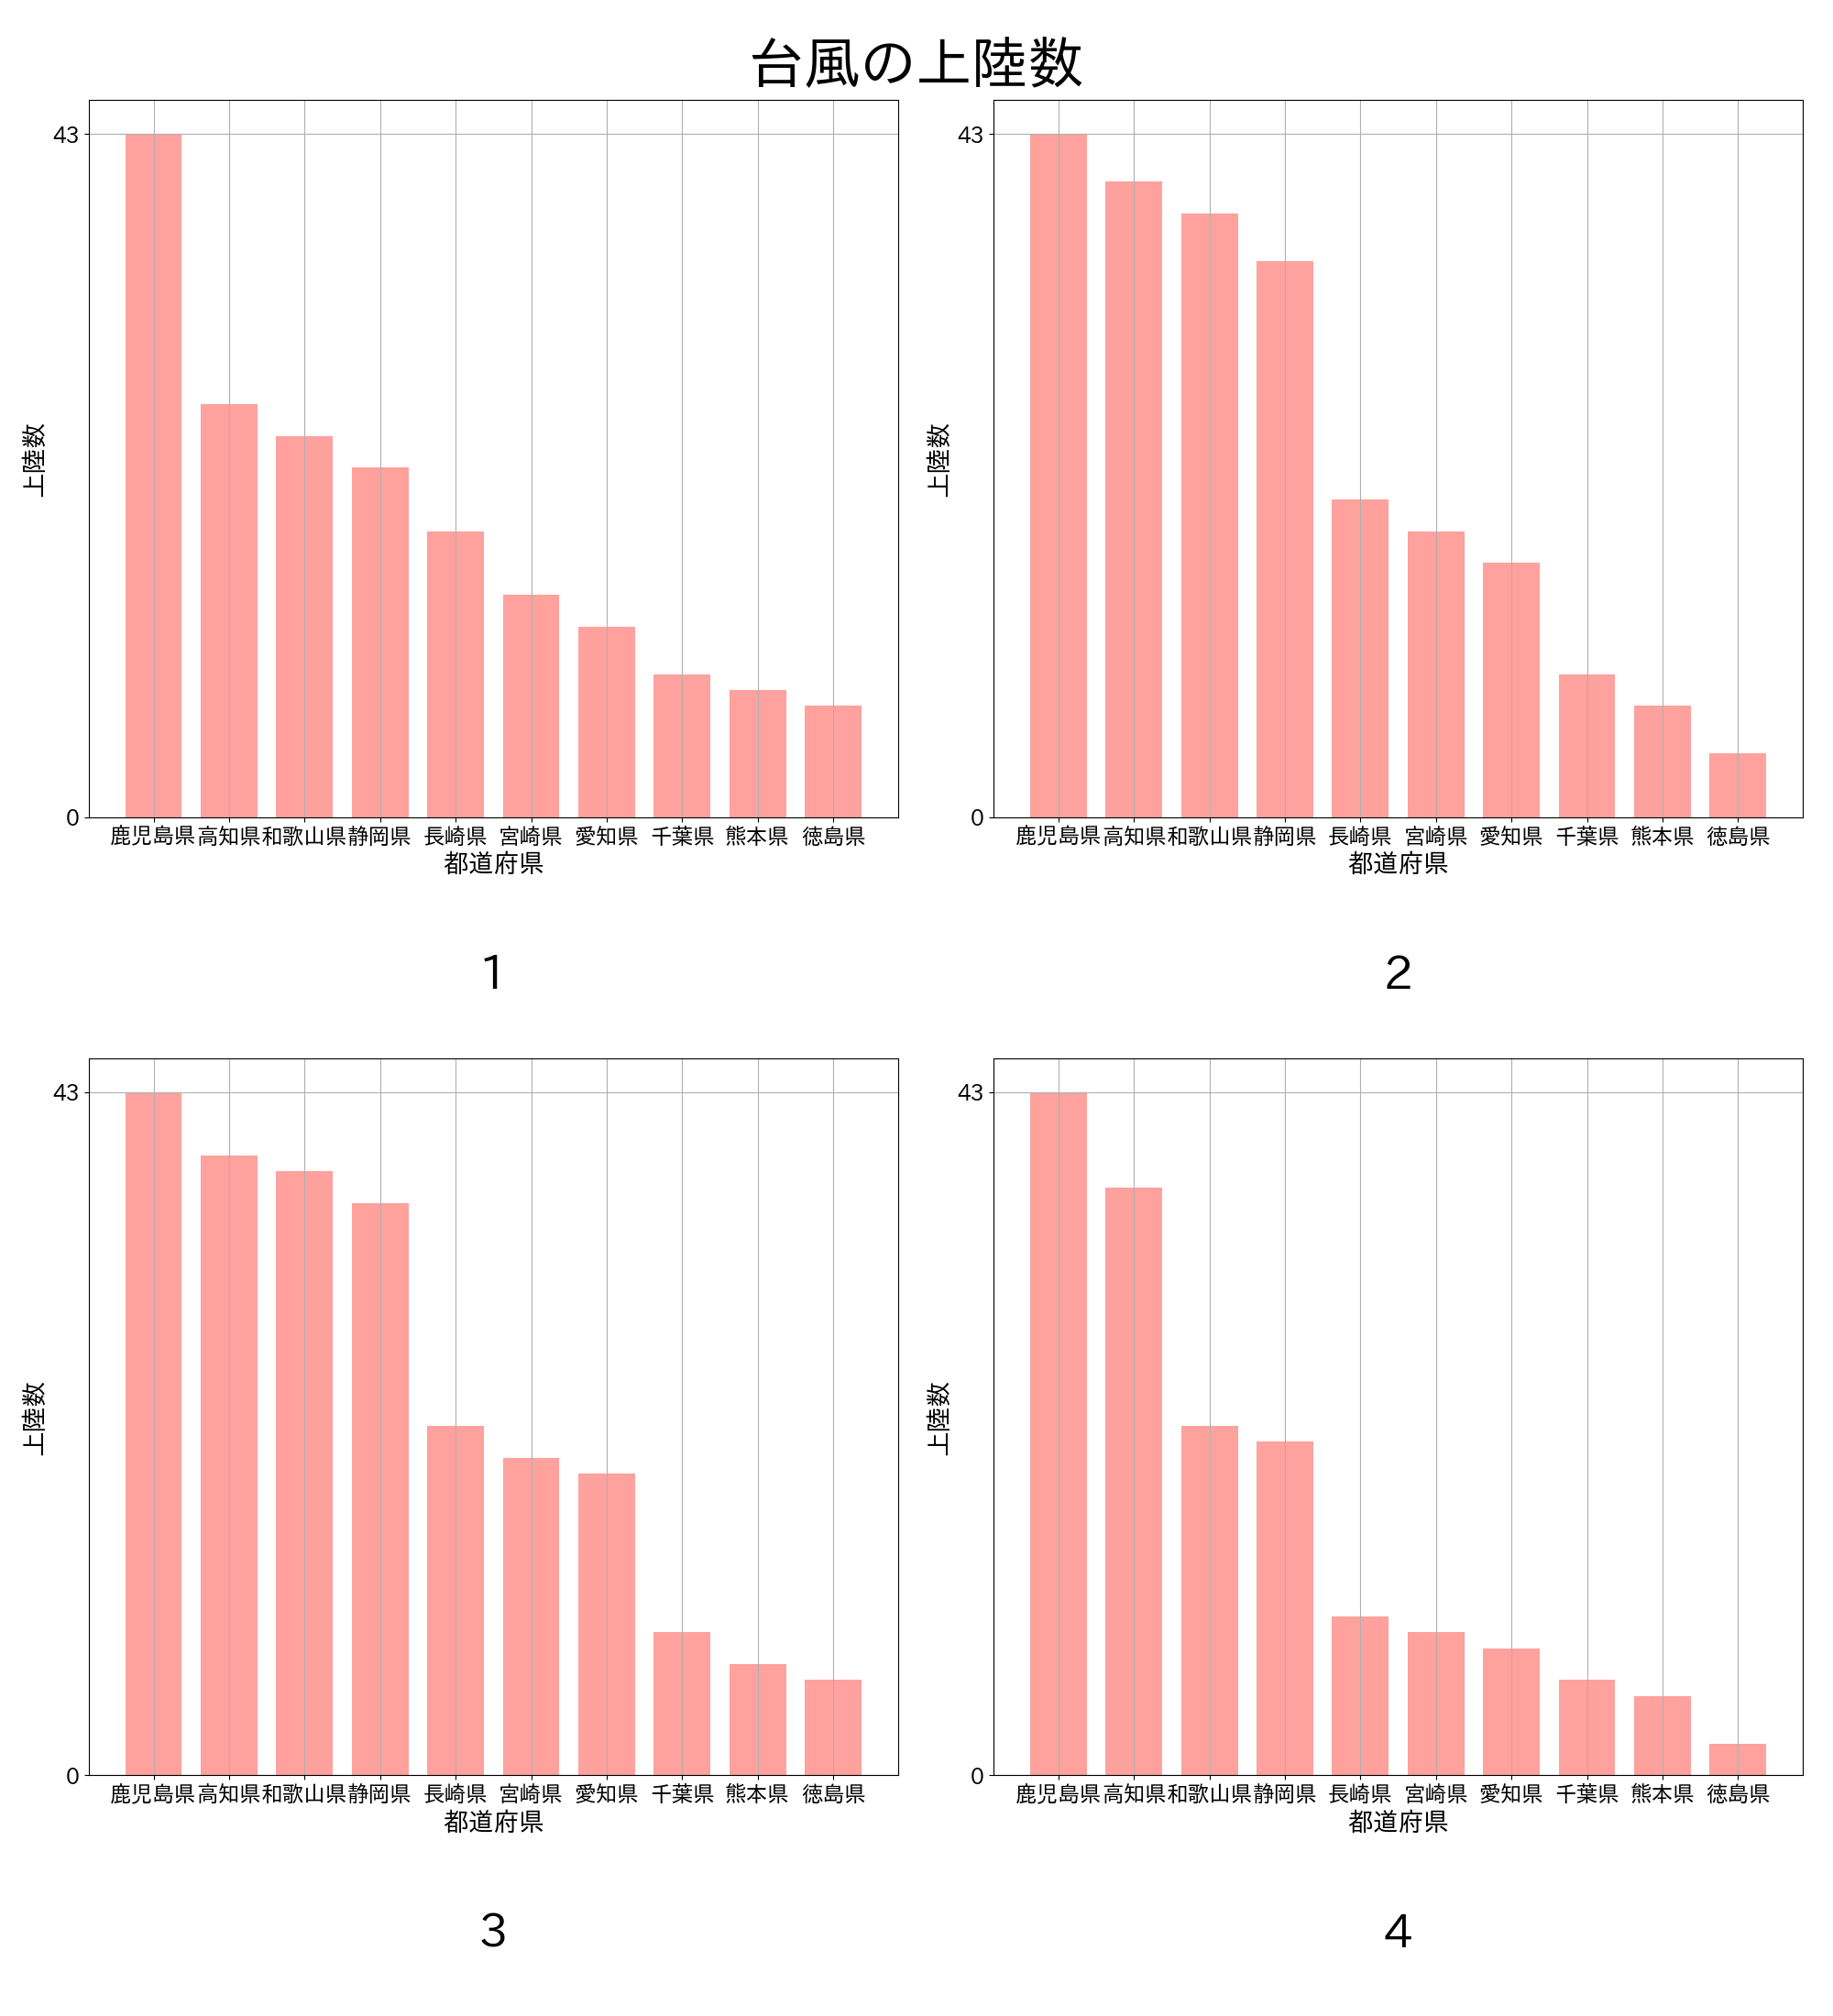 台風の上陸数
43
0
上陸数
鹿児島県 高知県 和歌山県 静岡県 長崎県 宮崎県 愛知県 千葉県 熊本県 徳島県
都道府県
1
43
0
上陸数
鹿児島県 高知県 和歌山県 静岡県 長崎県 宮崎県 愛知県 千葉県 熊本県 徳島県
都道府県
2
43
0
上陸数
鹿児島県 高知県 和歌山県 静岡県 長崎県 宮崎県 愛知県 千葉県 熊本県 徳島県
都道府県
3
43
0
上陸数
鹿児島県 高知県 和歌山県 静岡県 長崎県 宮崎県 愛知県 千葉県 熊本県 徳島県
都道府県
4